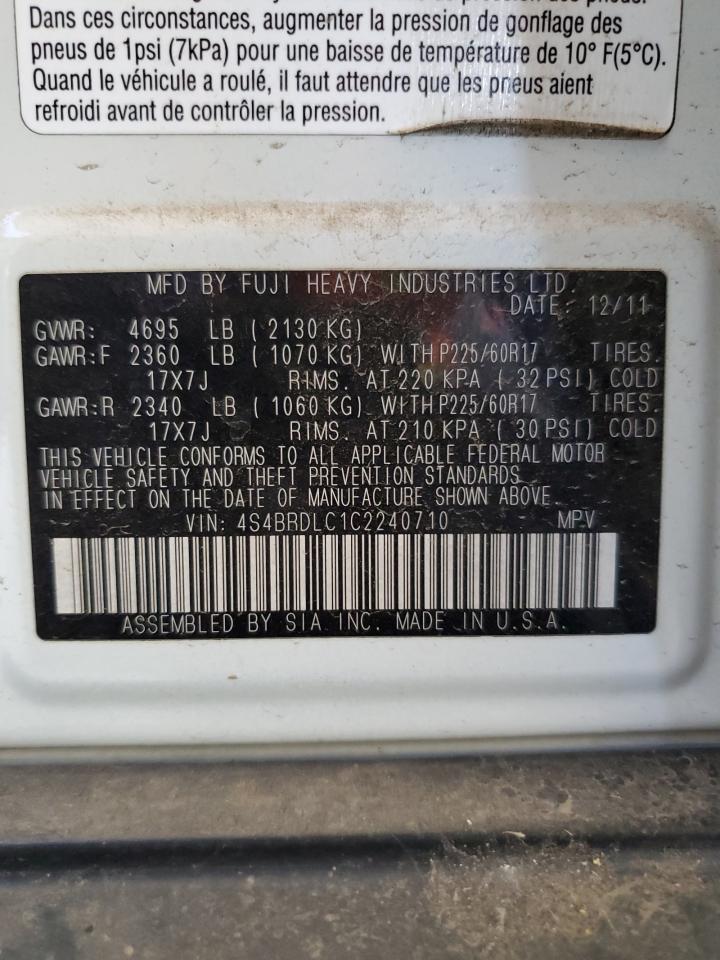 Dans ces circonstances, augmenter la pression de gonflage des
pneus de 1psi (7kPa) pour une baisse de température de 10° F(5°C).
Quand le véhicule a roulé, il faut attendre que les pneus aient
refroidi avant de contrôler la pression.
MFD BY FUJI HEAVY INDUSTRIES LTD.
DATE: 12/11
GVWR: 4695 LB ( 2130 KG)
GAWR:F 2360 LB ( 1070 KG) WITH P225/60R17 TIRES.
17X7J RIMS. AT 220 KPA ( 32 PSI) COLD
GAWR:R 2340 LB ( 1060 KG) WITH P225/60R17 TIRES.
17X7J RIMS. AT 210 KPA ( 30 PSI) COLD
THIS VEHICLE CONFORMS TO ALL APPLICABLE FEDERAL MOTOR
VEHICLE SAFETY AND THEFT PREVENTION STANDARDS
IN EFFECT ON THE DATE OF MANUFACTURE SHOWN ABOVE.
VIN: 4S4BRDLC1C2240710 MPV
ASSEMBLED BY SIA INC. MADE IN U.S.A.